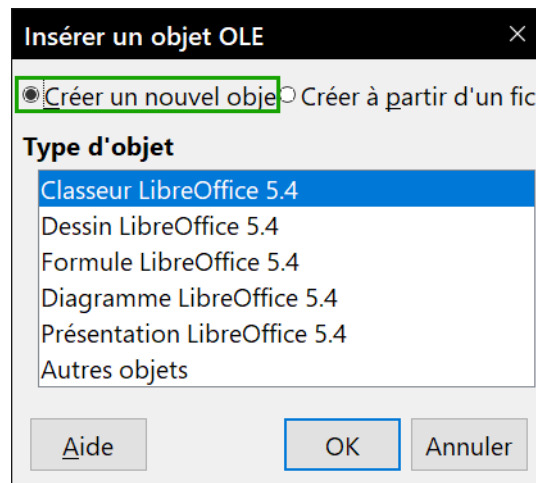 Insérer un objet OLE
Créer un nouvel obje Créer à partir d'un fic
Type d'objet
Classeur LibreOffice 5.4
Dessin LibreOffice 5.4
Formule LibreOffice 5.4
Diagramme LibreOffice 5.4
Présentation LibreOffice 5.4
Autres objets
Aide OK Annuler